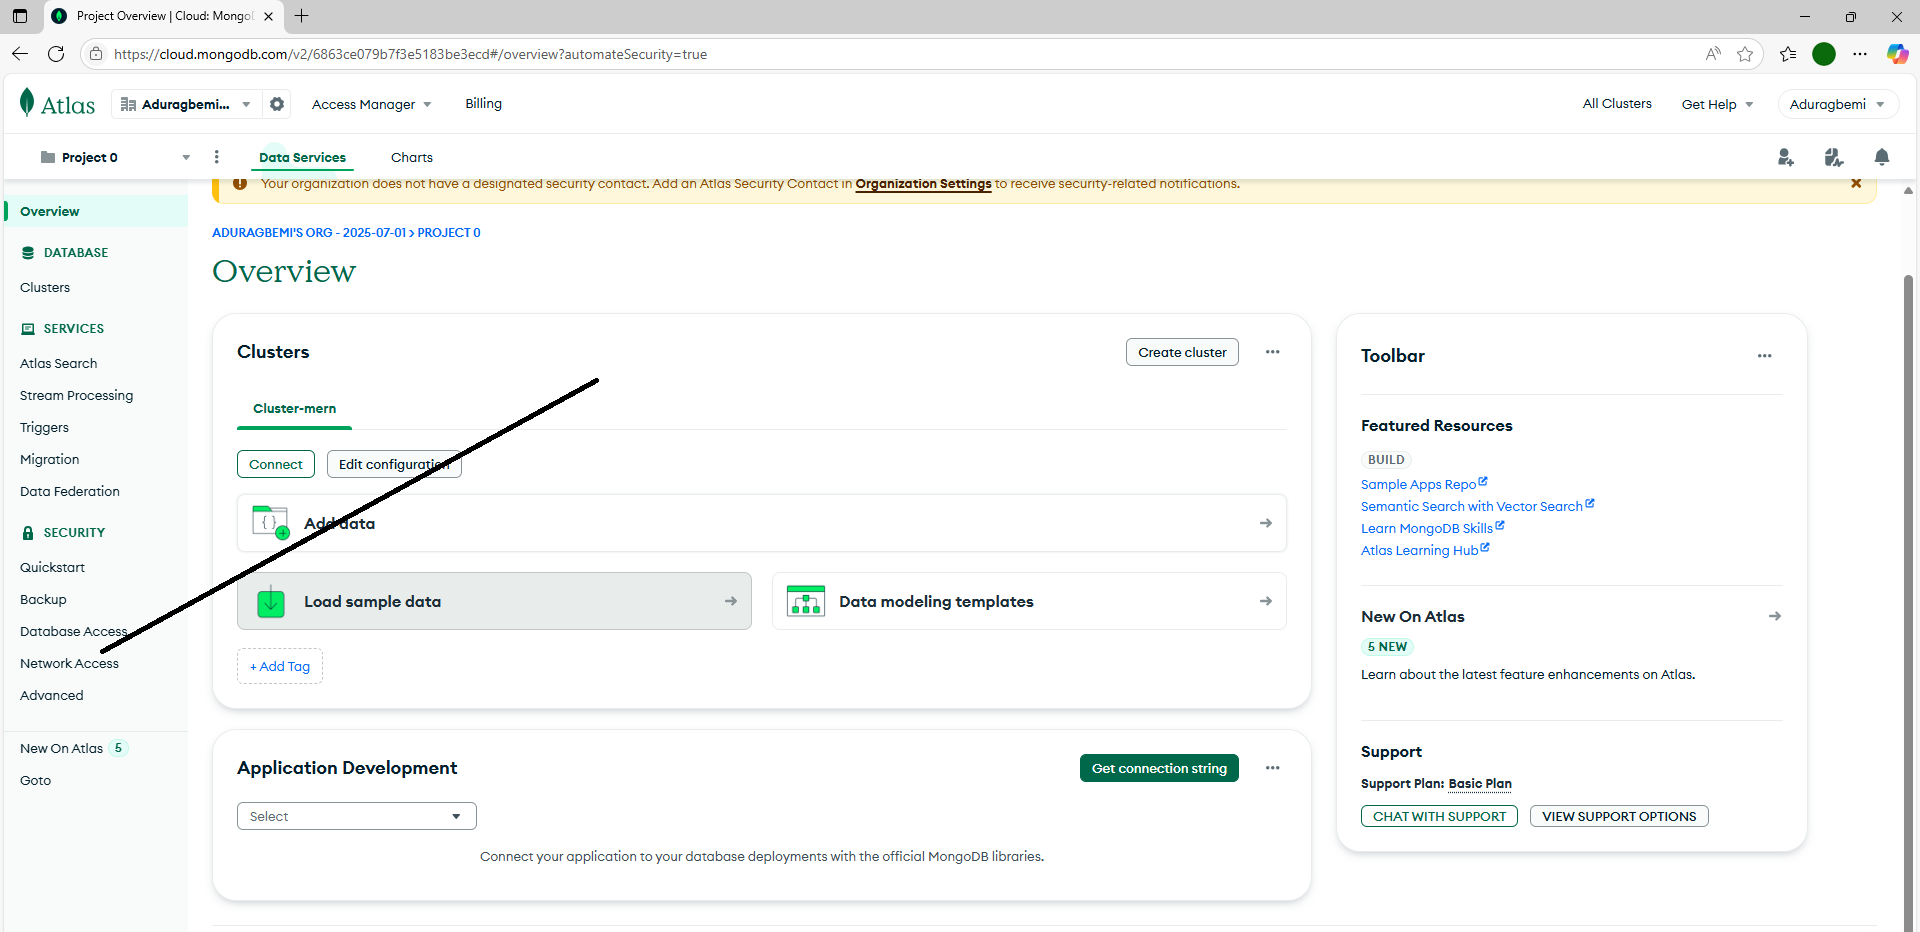 Project Overview | Cloud: MongoD
https://cloud.mongodb.com/v2/6863ce079b7f3e5183be3ecd#/overview?automateSecurity=true
Atlas
Aduragbemi...
Access Manager
Billing
All Clusters
Get Help
Aduragbemi
Project 0
Data Services
Charts
Your organization does not have a designated security contact. Add an Atlas Security Contact in Organization Settings to receive security-related notifications.
Overview
DATABASE
Clusters
SERVICES
Atlas Search
Stream Processing
Triggers
Migration
Data Federation
SECURITY
Quickstart
Backup
Database Access
Network Access
Advanced
New On Atlas 5
Goto
ADURAGBEMI'S ORG - 2025-07-01 > PROJECT 0
Overview
Clusters
Create cluster
Cluster-mern
Connect
Edit configuration
Add data
Load sample data
Data modeling templates
+ Add Tag
Application Development
Get connection string
Select
Connect your application to your database deployments with the official MongoDB libraries.
Toolbar
Featured Resources
BUILD
Sample Apps Repo
Semantic Search with Vector Search
Learn MongoDB Skills
Atlas Learning Hub
New On Atlas
5 NEW
Learn about the latest feature enhancements on Atlas.
Support
Support Plan: Basic Plan
CHAT WITH SUPPORT
VIEW SUPPORT OPTIONS